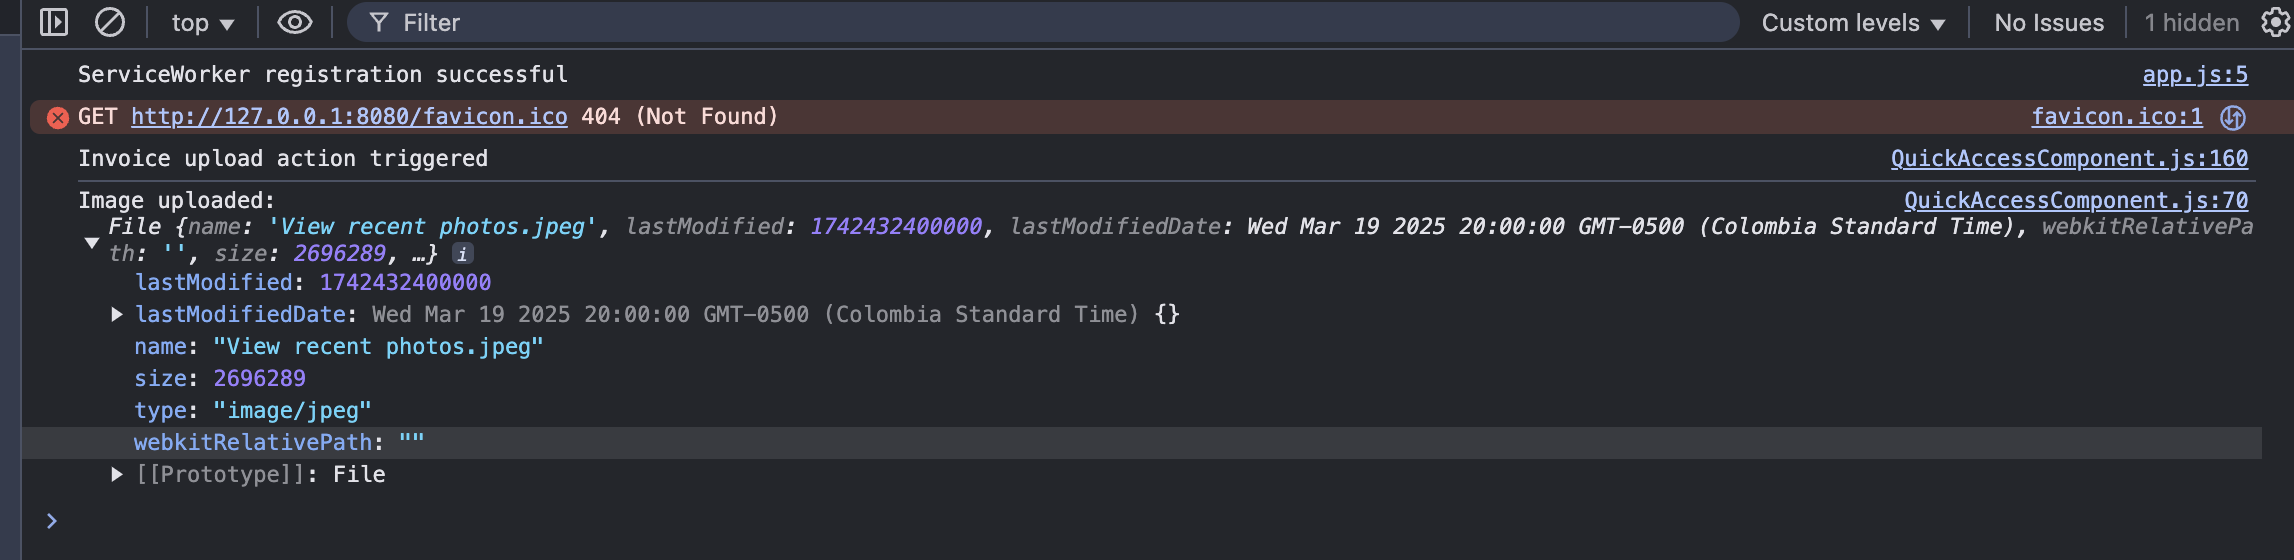 top ▼ Filter Custom levels ▼ No Issues 1 hidden
ServiceWorker registration successful app.js:5
GET http://127.0.0.1:8080/favicon.ico 404 (Not Found) favicon.ico:1
Invoice upload action triggered QuickAccessComponent.js:160
Image uploaded: QuickAccessComponent.js:70
▼ File {name: 'View recent photos.jpeg', lastModified: 1742432400000, lastModifiedDate: Wed Mar 19 2025 20:00:00 GMT-0500 (Colombia Standard Time), webkitRelativePa
th: '', size: 2696289, …} i
lastModified: 1742432400000
▶ lastModifiedDate: Wed Mar 19 2025 20:00:00 GMT-0500 (Colombia Standard Time) {}
name: "View recent photos.jpeg"
size: 2696289
type: "image/jpeg"
webkitRelativePath: ""
▶ [[Prototype]]: File
>